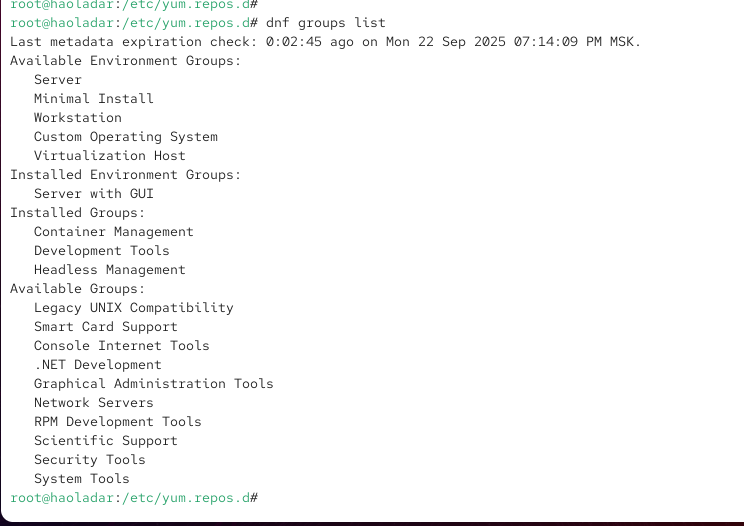 root@haoladar:/etc/yum.repos.d#
root@haoladar:/etc/yum.repos.d# dnf groups list
Last metadata expiration check: 0:02:45 ago on Mon 22 Sep 2025 07:14:09 PM MSK.
Available Environment Groups:
   Server
   Minimal Install
   Workstation
   Custom Operating System
   Virtualization Host
Installed Environment Groups:
   Server with GUI
Installed Groups:
   Container Management
   Development Tools
   Headless Management
Available Groups:
   Legacy UNIX Compatibility
   Smart Card Support
   Console Internet Tools
   .NET Development
   Graphical Administration Tools
   Network Servers
   RPM Development Tools
   Scientific Support
   Security Tools
   System Tools
root@haoladar:/etc/yum.repos.d#